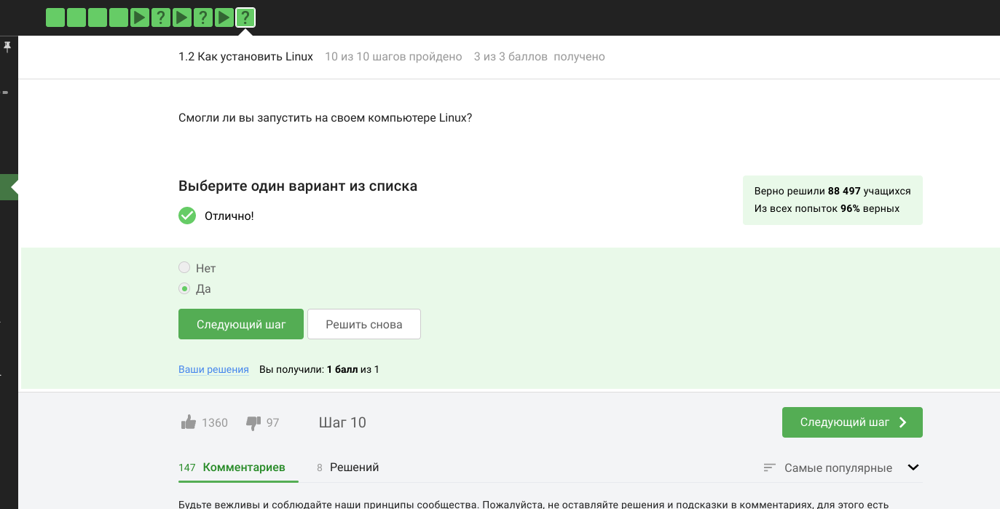 ? ? ?
1.2 Как установить Linux 10 из 10 шагов пройдено 3 из 3 баллов получено
Смогли ли вы запустить на своем компьютере Linux?
Выберите один вариант из списка
Отлично!
Верно решили 88 497 учащихся
Из всех попыток 96% верных
Нет
Да
Следующий шаг Решить снова
Ваши решения Вы получили: 1 балл из 1
1360 97 Шаг 10 Следующий шаг
147 Комментариев 8 Решений Самые популярные
Будьте вежливы и соблюдайте наши принципы сообщества. Пожалуйста, не оставляйте решения и подсказки в комментариях, для этого есть